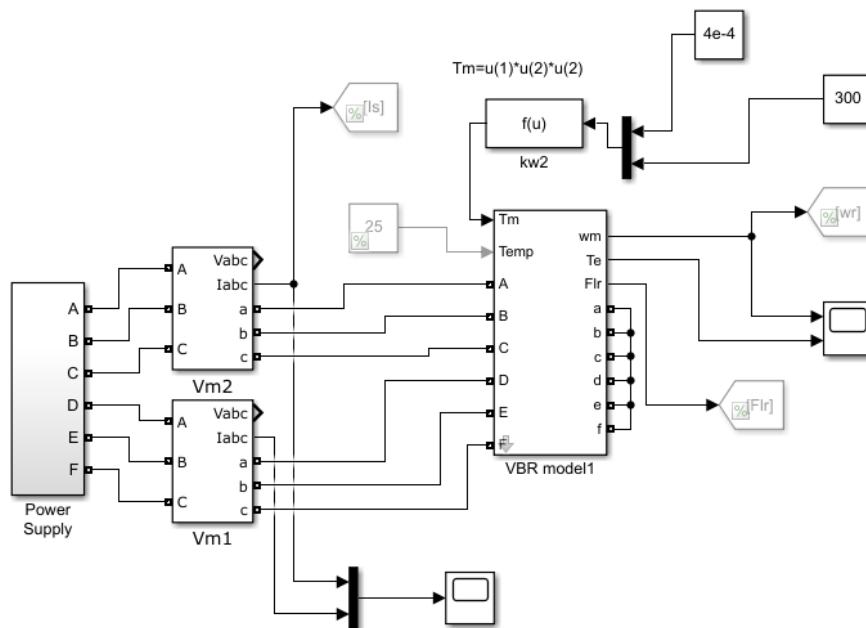 4e-4
[Is]
Tm=u(1)*u(2)*u(2)
300
f(u)
kw2
[wr]
25
Tm
Temp
A
B
C
D
E
F
wm
Te
Flr
a
b
c
d
e
f
VBR model1
[Flr]
A
B
C
Vabc
Iabc
a
b
c
Vm2
A
B
C
D
E
F
Power
Supply
A
B
C
Vabc
Iabc
a
b
c
Vm1